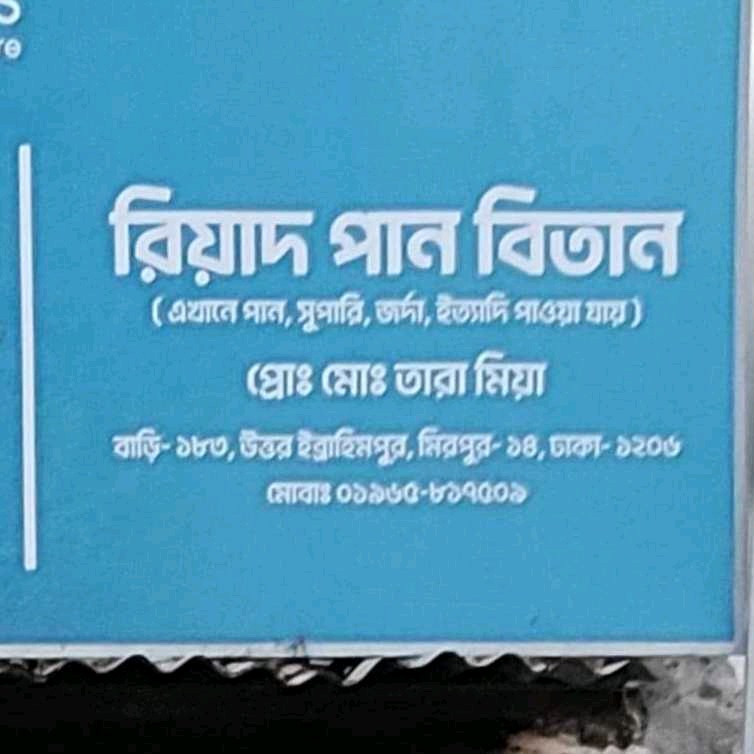 রিয়াদ পান বিতান
( এখানে পান, সুপারি, জর্দা, ইত্যাদি পাওয়া যায় )
প্রোঃ মোঃ তারা মিয়া
বাড়ি- ১৮৩, উত্তর ইব্রাহিমপুর, মিরপুর- ১৪, ঢাকা- ১২০৬
মোবাঃ ০১৯৬৫-৮১৭৫০৯